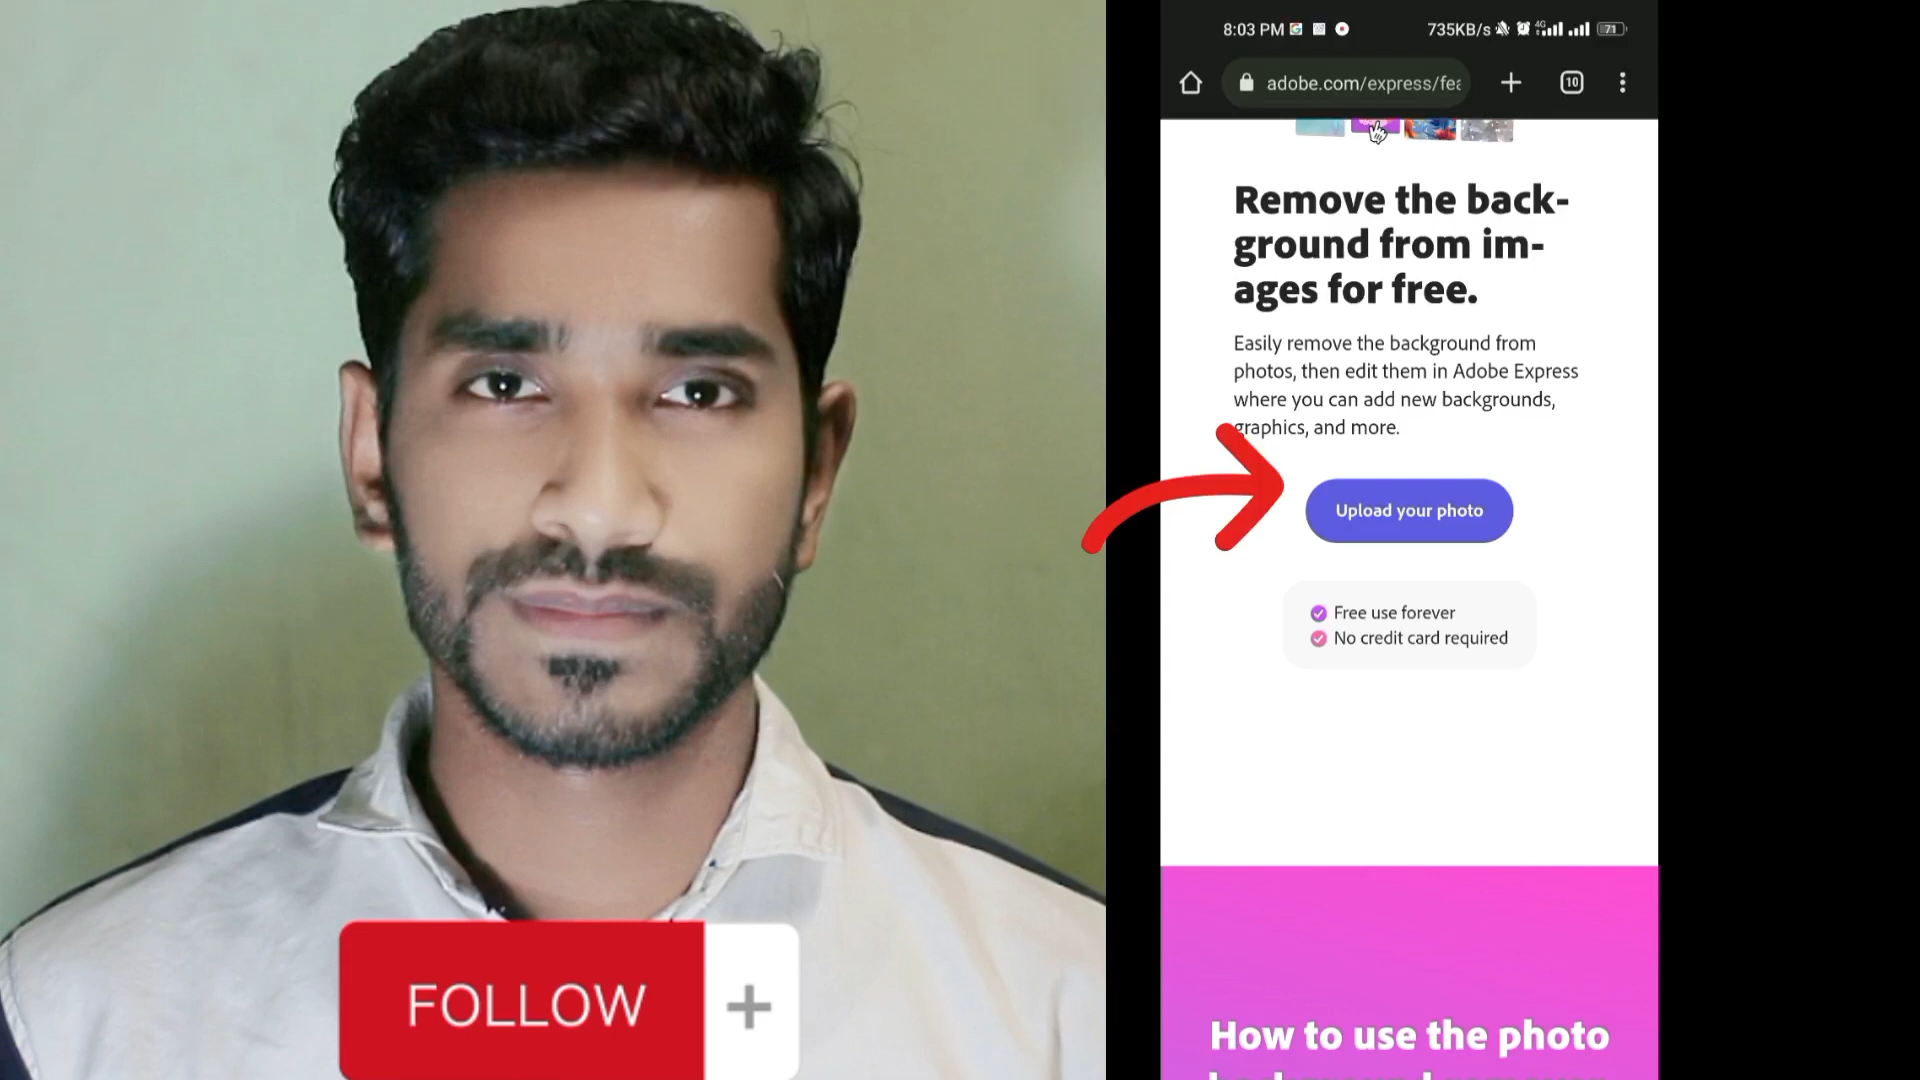 8:03 PM 735KB/s 4G 71
adobe.com/express/fea
10
Remove the back-
ground from im-
ages for free.
Easily remove the background from
photos, then edit them in Adobe Express
where you can add new backgrounds,
graphics, and more.
Upload your photo
Free use forever
No credit card required
How to use the photo
FOLLOW +